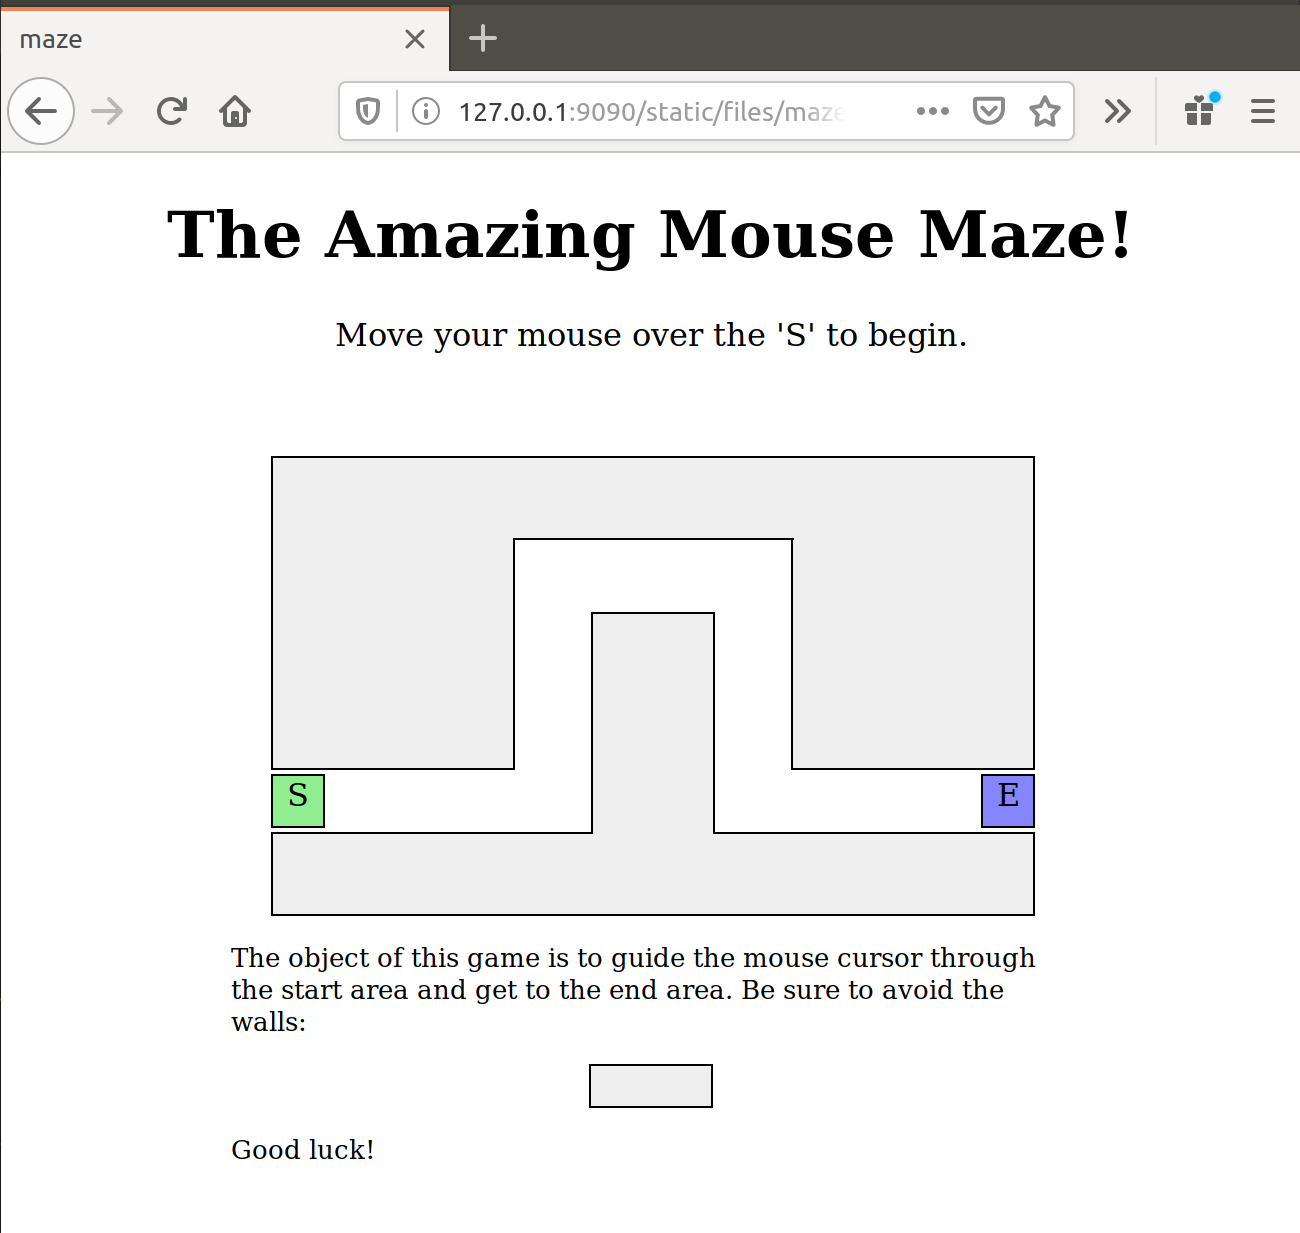 maze
127.0.0.1:9090/static/files/maze
The Amazing Mouse Maze!
Move your mouse over the 'S' to begin.
S
E
The object of this game is to guide the mouse cursor through
the start area and get to the end area. Be sure to avoid the
walls:
Good luck!